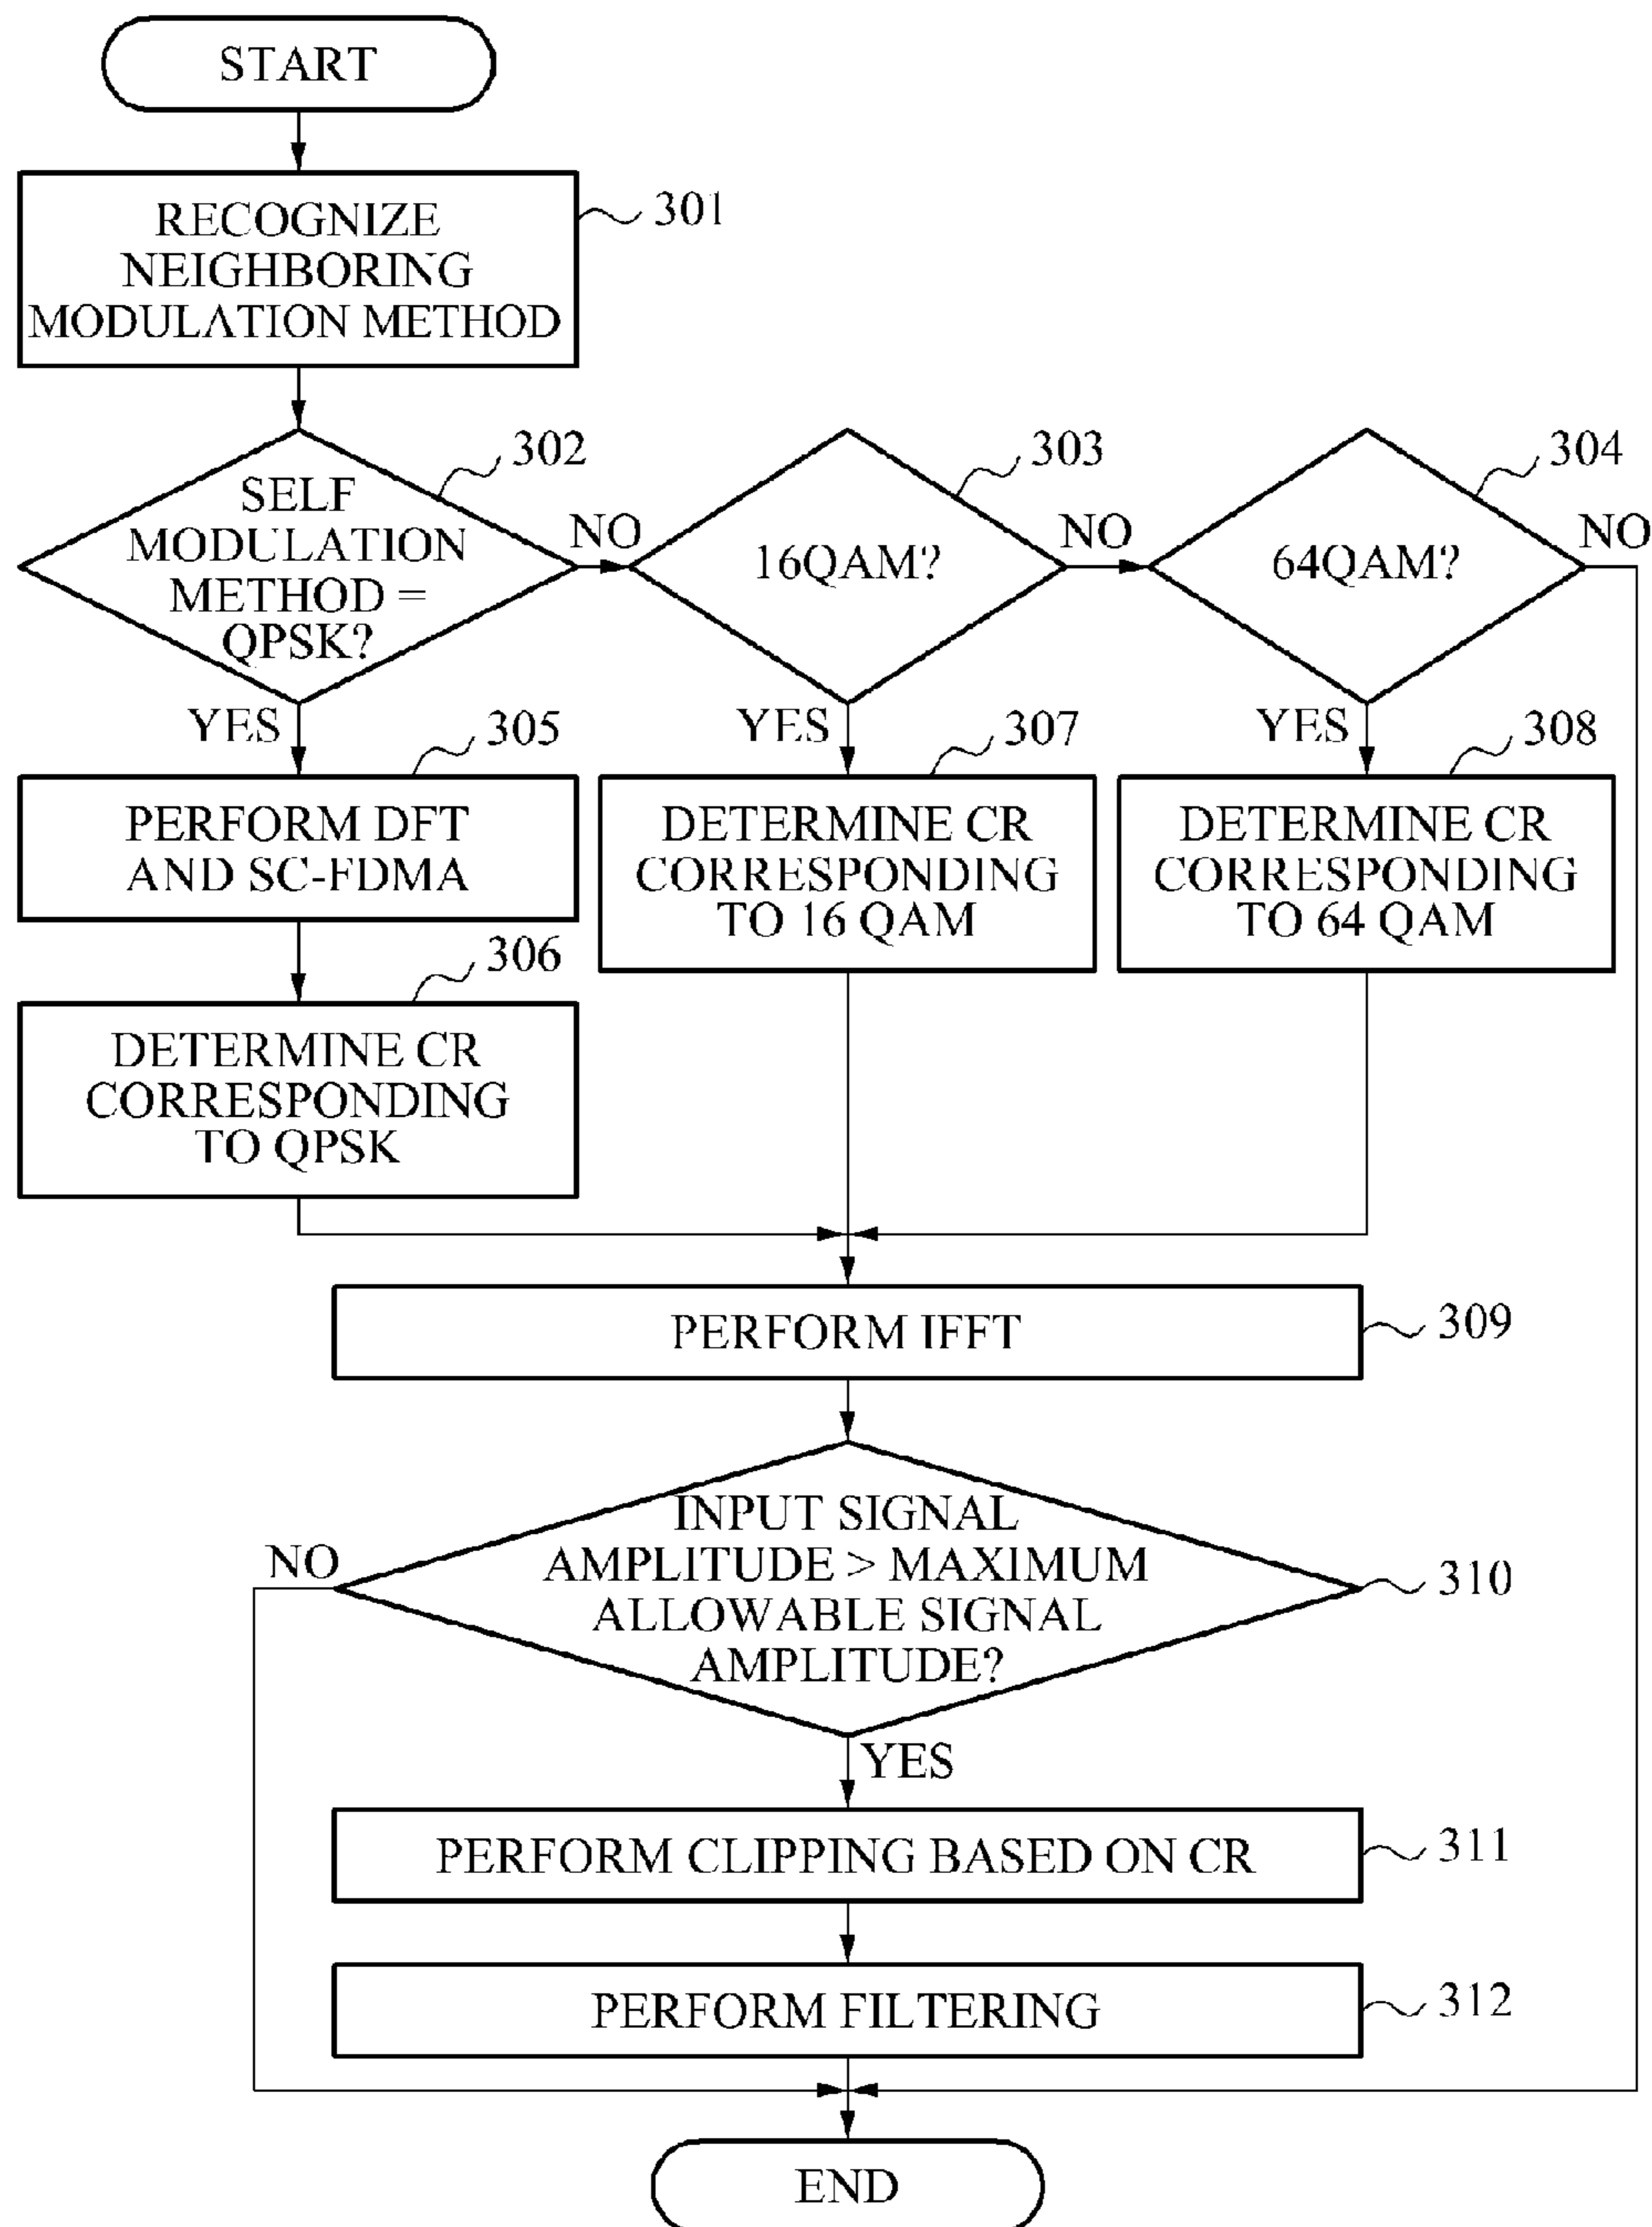 START
RECOGNIZE
NEIGHBORING
MODULATION METHOD
301
SELF
MODULATION
METHOD =
QPSK?
302
NO
16QAM?
303
NO
64QAM?
304
NO
YES
305
YES
307
YES
308
PERFORM DFT
AND SC-FDMA
DETERMINE CR
CORRESPONDING
TO 16 QAM
DETERMINE CR
CORRESPONDING
TO 64 QAM
306
DETERMINE CR
CORRESPONDING
TO QPSK
PERFORM IFFT
309
INPUT SIGNAL
AMPLITUDE > MAXIMUM
ALLOWABLE SIGNAL
AMPLITUDE?
NO
310
YES
PERFORM CLIPPING BASED ON CR
311
PERFORM FILTERING
312
END